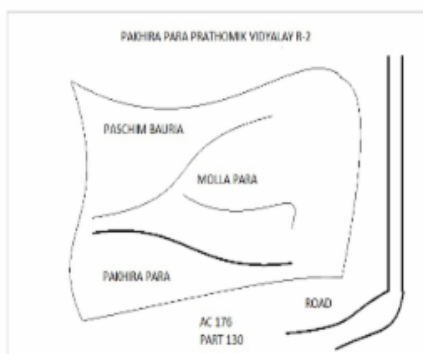 PAKHIRA PARA PRATHOMIK VIDYALAY R-2
PASCHIM BAURIA
MOLLA PARA
PAKHIRA PARA
ROAD
AC 176
PART 130